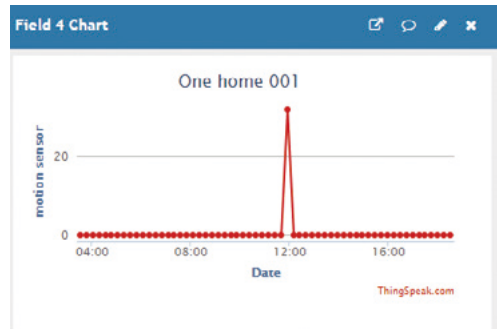 Field 4 Chart
One home 001
motion sensor
20
0
04:00 08:00 12:00 16:00
Date
ThingSpeak.com